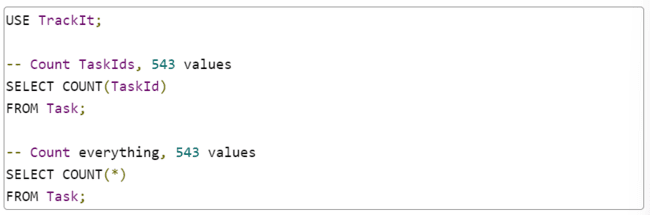 USE TrackIt;
-- Count TaskIds, 543 values
SELECT COUNT(TaskId)
FROM Task;
-- Count everything, 543 values
SELECT COUNT(*)
FROM Task;